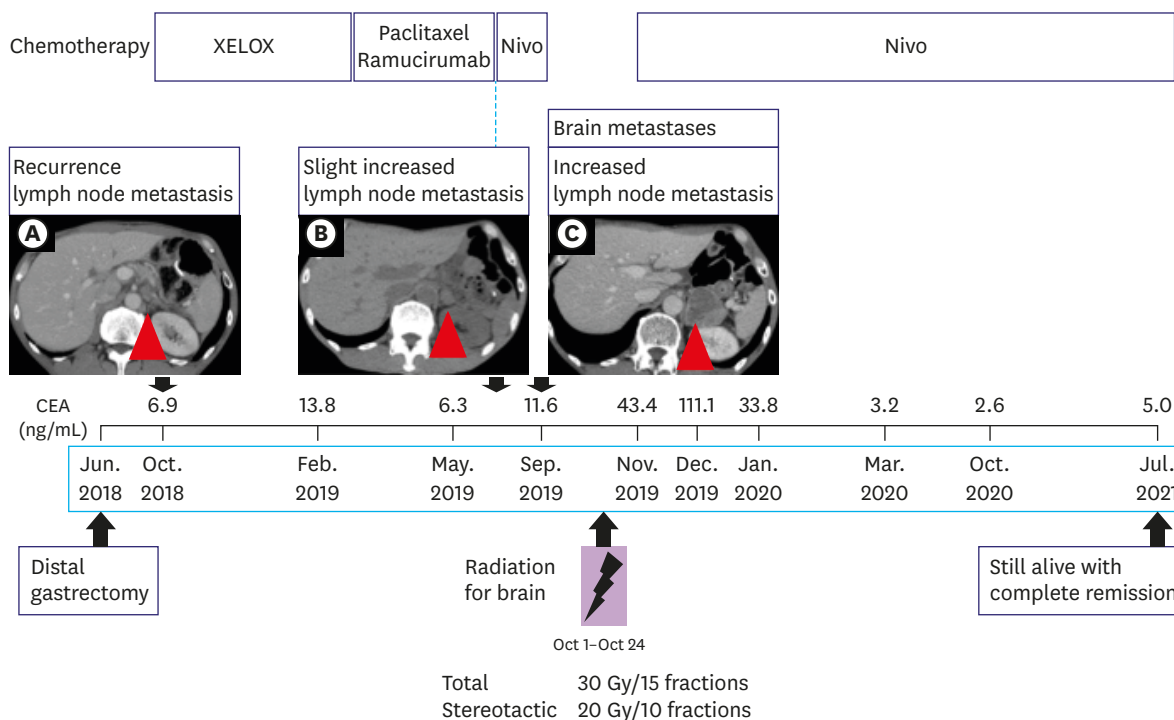 Chemotherapy
XELOX
Paclitaxel
Ramucirumab
Nivo
Nivo
Recurrence
lymph node metastasis
Slight increased
lymph node metastasis
Brain metastases
Increased
lymph node metastasis
A
B
C
CEA
(ng/mL)
6.9 13.8 6.3 11.6 43.4 111.1 33.8 3.2 2.6 5.0
Jun. Oct. Feb. May. Sep. Nov. Dec. Jan. Mar. Oct. Jul.
2018 2018 2019 2019 2019 2019 2019 2020 2020 2020 2021
Distal
gastrectomy
Radiation
for brain
Oct 1–Oct 24
Still alive with
complete remission
Total 30 Gy/15 fractions
Stereotactic 20 Gy/10 fractions